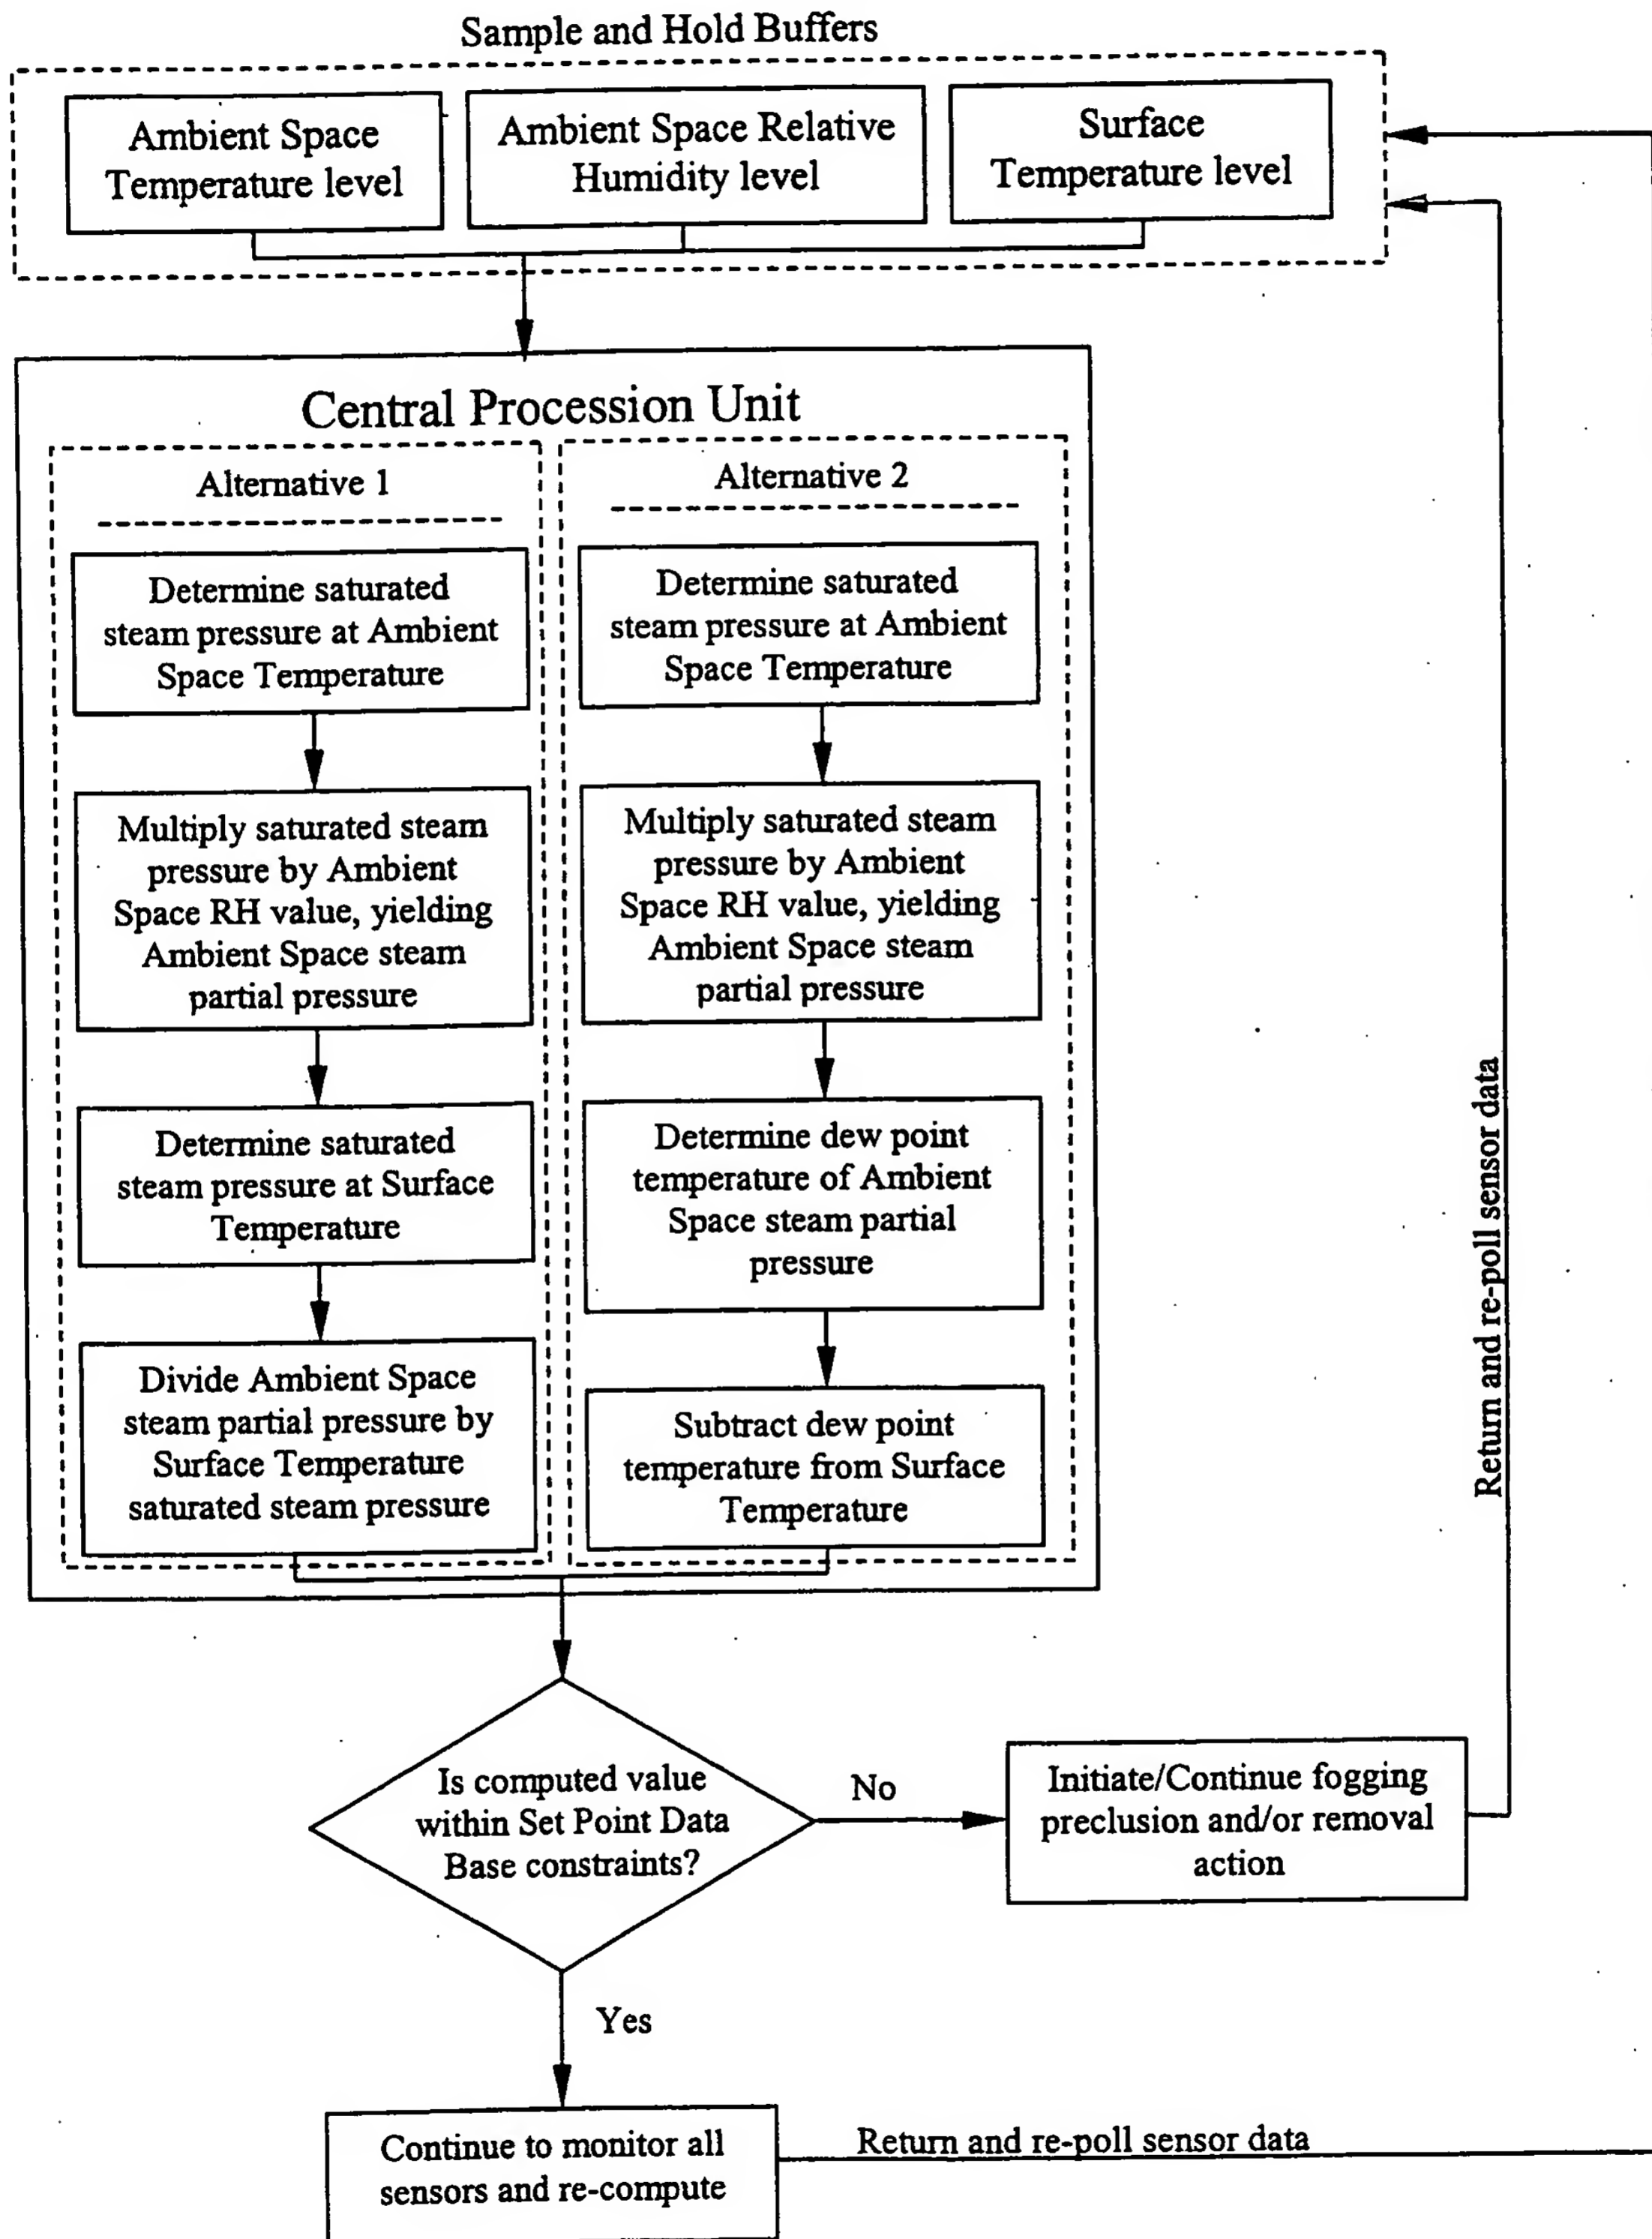 Sample and Hold Buffers
Ambient Space
Temperature level
Ambient Space Relative
Humidity level
Surface
Temperature level
Central Procession Unit
Alternative 1
Determine saturated
steam pressure at Ambient
Space Temperature
Multiply saturated steam
pressure by Ambient
Space RH value, yielding
Ambient Space steam
partial pressure
Determine saturated
steam pressure at Surface
Temperature
Divide Ambient Space
steam partial pressure by
Surface Temperature
saturated steam pressure
Alternative 2
Determine saturated
steam pressure at Ambient
Space Temperature
Multiply saturated steam
pressure by Ambient
Space RH value, yielding
Ambient Space steam
partial pressure
Determine dew point
temperature of Ambient
Space steam partial
pressure
Subtract dew point
temperature from Surface
Temperature
Is computed value
within Set Point Data
Base constraints?
No
Initiate/Continue fogging
preclusion and/or removal
action
Return and re-poll sensor data
Yes
Continue to monitor all
sensors and re-compute
Return and re-poll sensor data